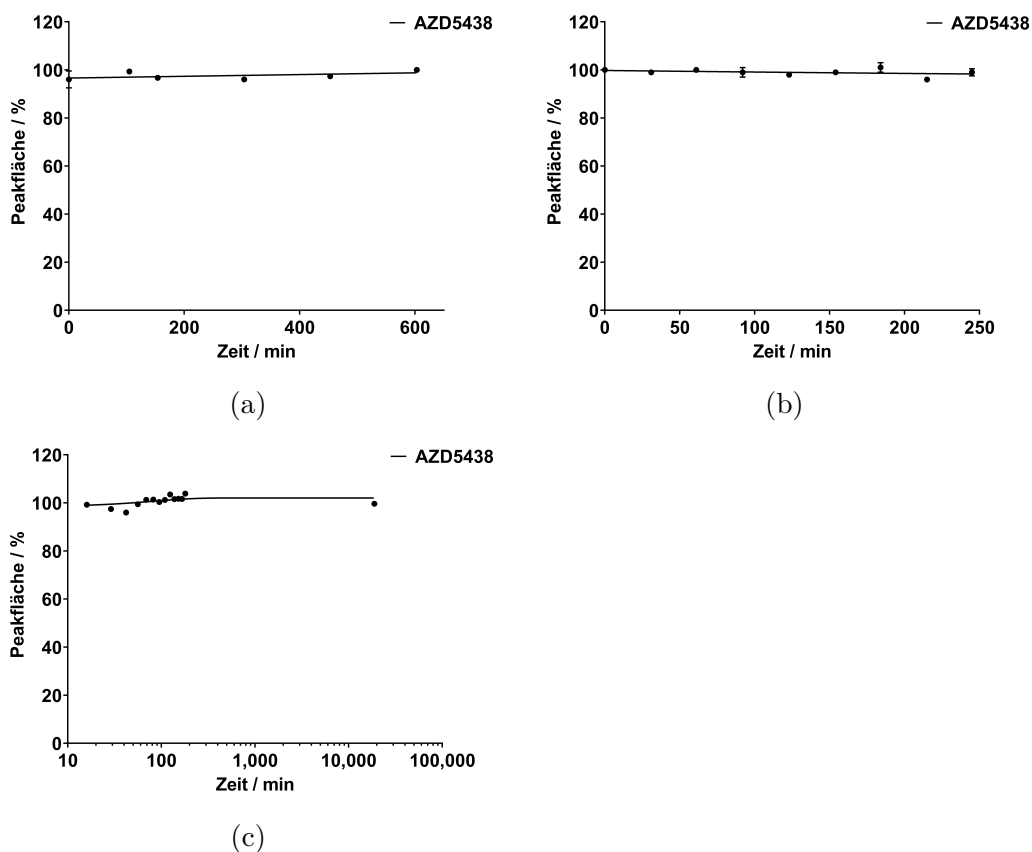 — AZD5438
Peakfläche / %
120
100
80
60
40
20
0
0 200 400 600
Zeit / min
(a)
— AZD5438
Peakfläche / %
120
100
80
60
40
20
0
0 50 100 150 200 250
Zeit / min
(b)
— AZD5438
Peakfläche / %
120
100
80
60
40
20
0
10 100 1,000 10,000 100,000
Zeit / min
(c)